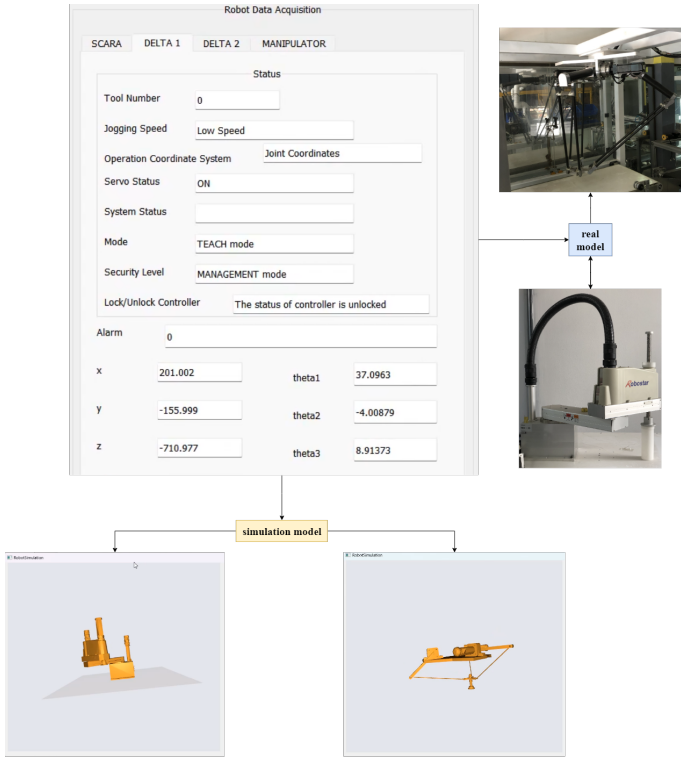 Robot Data Acquisition
SCARA DELTA 1 DELTA 2 MANIPULATOR
Status
Tool Number 0
Jogging Speed Low Speed
Operation Coordinate System Joint Coordinates
Servo Status ON
System Status
Mode TEACH mode
Security Level MANAGEMENT mode
Lock/Unlock Controller The status of controller is unlocked
Alarm 0
x 201.002 theta1 37.0963
y -155.999 theta2 -4.00879
z -710.977 theta3 8.91373
real
model
Robostar
simulation model
RobotSimulation
RobotSimulation